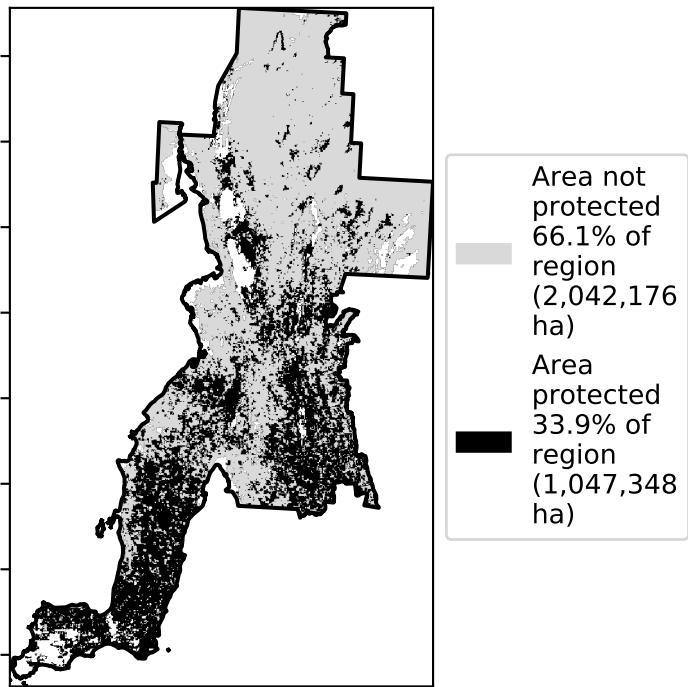 Area not
protected
66.1% of
region
(2,042,176
ha)
Area
protected
33.9% of
region
(1,047,348
ha)